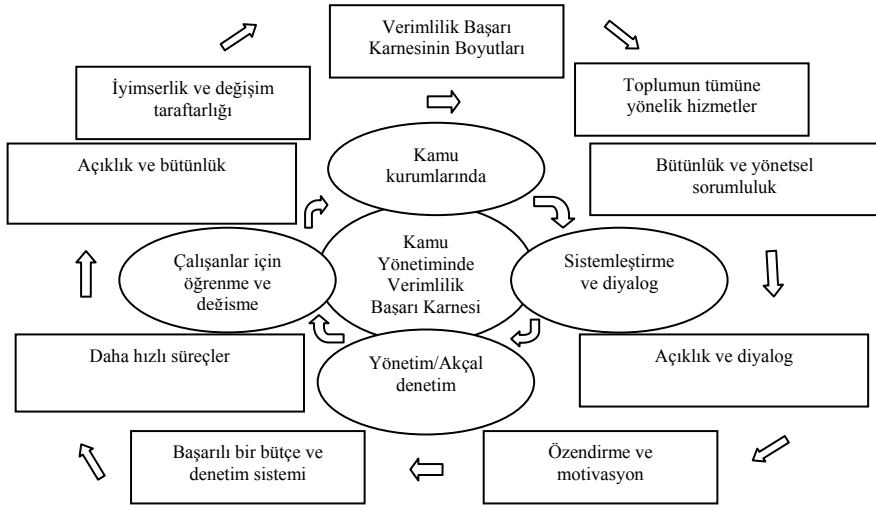 Verimlilik Başarı
Karnesinin Boyutları
İyimserlik ve değişim
taraftarlığı
Toplumun tümüne
yönelik hizmetler
Açıklık ve bütünlük
Kamu
kurumlarında
Bütünlük ve yönetsel
sorumluluk
Çalışanlar için
öğrenme ve
değişme
Kamu
Yönetiminde
Verimlilik
Başarı Karnesi
Sistemleştirme
ve diyalog
Daha hızlı süreçler
Yönetim/Akçal
denetim
Açıklık ve diyalog
Başarılı bir bütçe ve
denetim sistemi
Özendirme ve
motivasyon